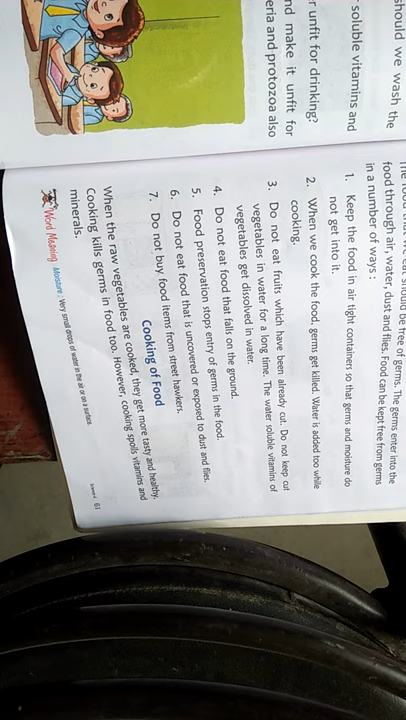 should we wash the
soluble vitamins and
r unfit for drinking?
nd make it unfit for
eria and protozoa also
The food that we eat should be free of germs. The germs enter into the
food through air, water, dust and flies. Food can be kept free from germs
in a number of ways :
1. Keep the food in air tight containers so that germs and moisture do
not get into it.
2. When we cook the food, germs get killed. Water is added too while
cooking.
3. Do not eat fruits which have been already cut. Do not keep cut
vegetables in water for a long time. The water soluble vitamins of
vegetables get dissolved in water.
4. Do not eat food that falls on the ground.
5. Food preservation stops entry of germs in the food.
6. Do not eat food that is uncovered or exposed to dust and flies.
7. Do not buy food items from street hawkers.
Cooking of Food
When the raw vegetables are cooked, they get more tasty and healthy.
Cooking kills germs in food too. However, cooking spoils vitamins and
minerals.
Word Meaning Moisture : Very small drops of water in the air or on a surface.
61